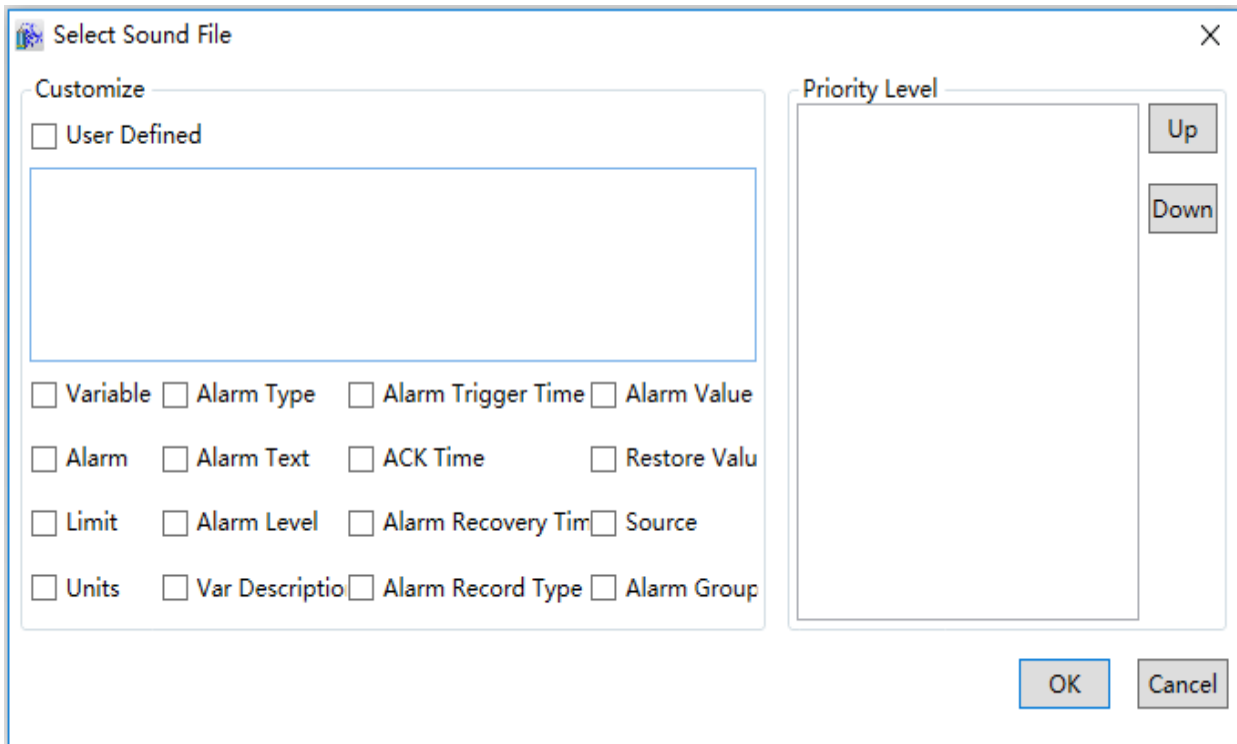 Select Sound File
Customize
User Defined
Variable Alarm Type Alarm Trigger Time Alarm Value
Alarm Alarm Text ACK Time Restore Valu
Limit Alarm Level Alarm Recovery Tim Source
Units Var Descriptio Alarm Record Type Alarm Group
Priority Level
Up
Down
OK Cancel